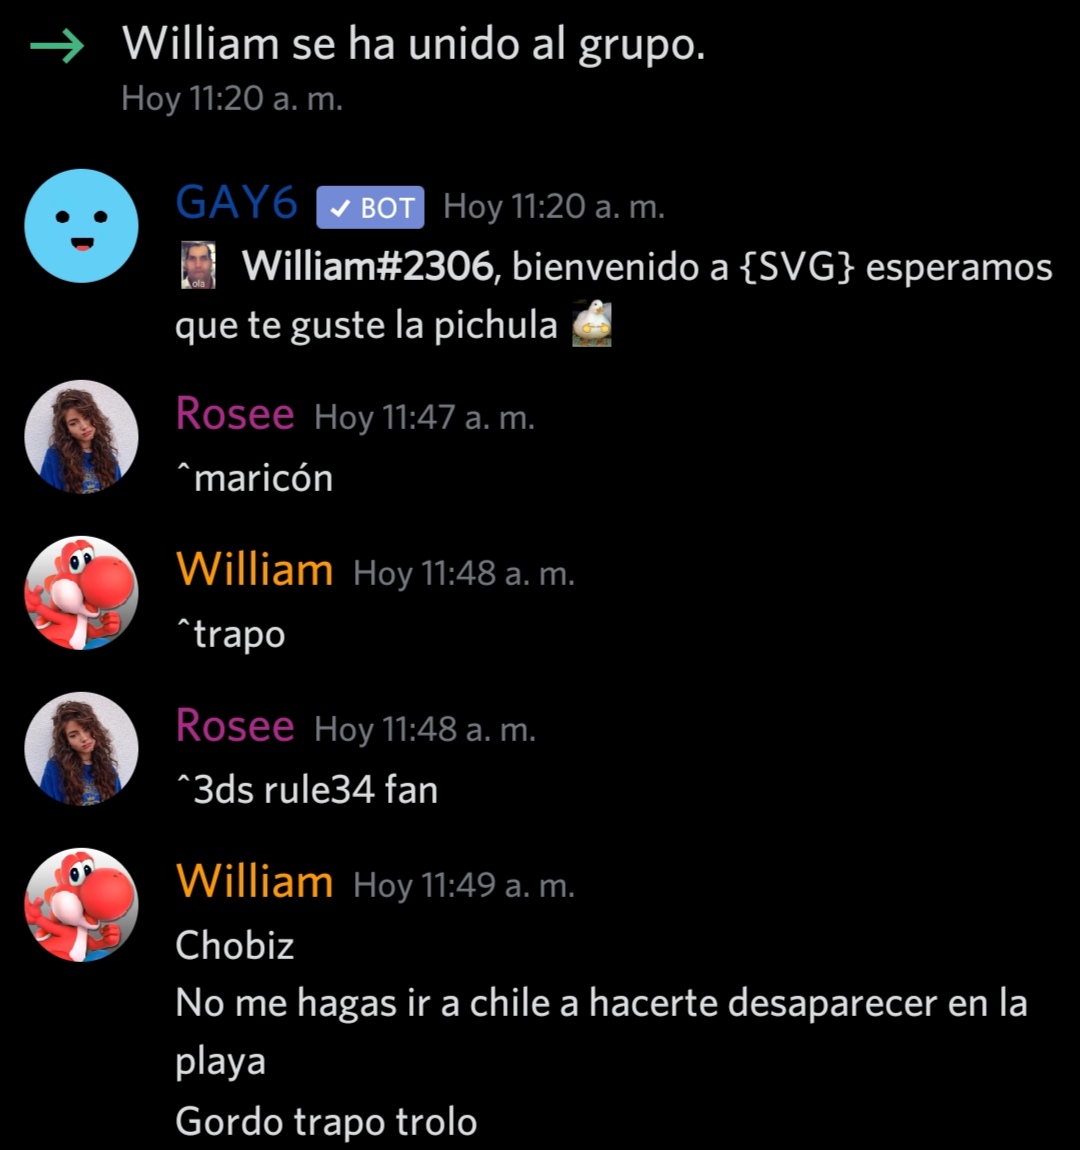 William se ha unido al grupo.
Hoy 11:20 a. m.
GAY6 ✓ BOT Hoy 11:20 a. m.
ola
William#2306, bienvenido a {SVG} esperamos
que te guste la pichula
Rosee Hoy 11:47 a. m.
^maricón
William Hoy 11:48 a. m.
^trapo
Rosee Hoy 11:48 a. m.
^3ds rule34 fan
William Hoy 11:49 a. m.
Chobiz
No me hagas ir a chile a hacerte desaparecer en la
playa
Gordo trapo trolo